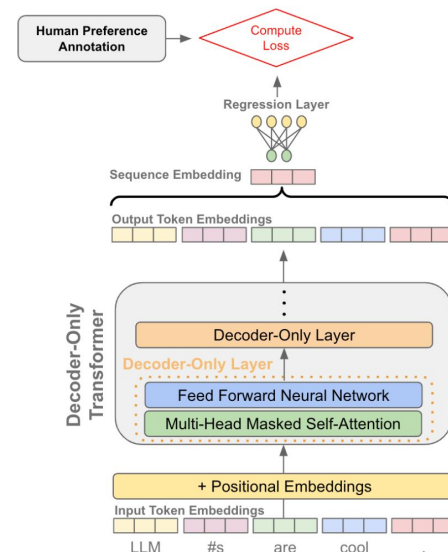 Human Preference
Annotation
Compute
Loss
Regression Layer
Sequence Embedding
Output Token Embeddings
Decoder-Only
Transformer
Decoder-Only Layer
Decoder-Only Layer
Feed Forward Neural Network
Multi-Head Masked Self-Attention
+ Positional Embeddings
Input Token Embeddings
LLM #s are cool .